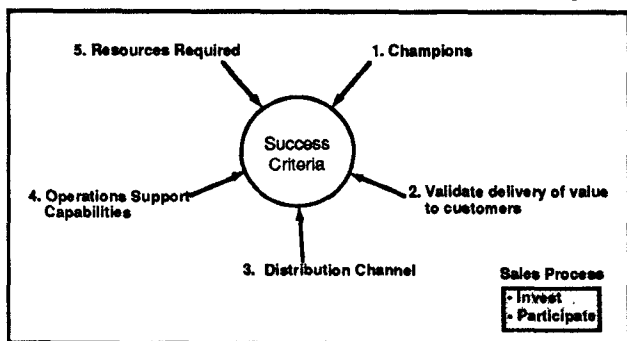 5. Resources Required
1. Champions
Success
Criteria
4. Operations Support
Capabilities
2. Validate delivery of value
to customers
3. Distribution Channel
Sales Process
- Invest
- Participate